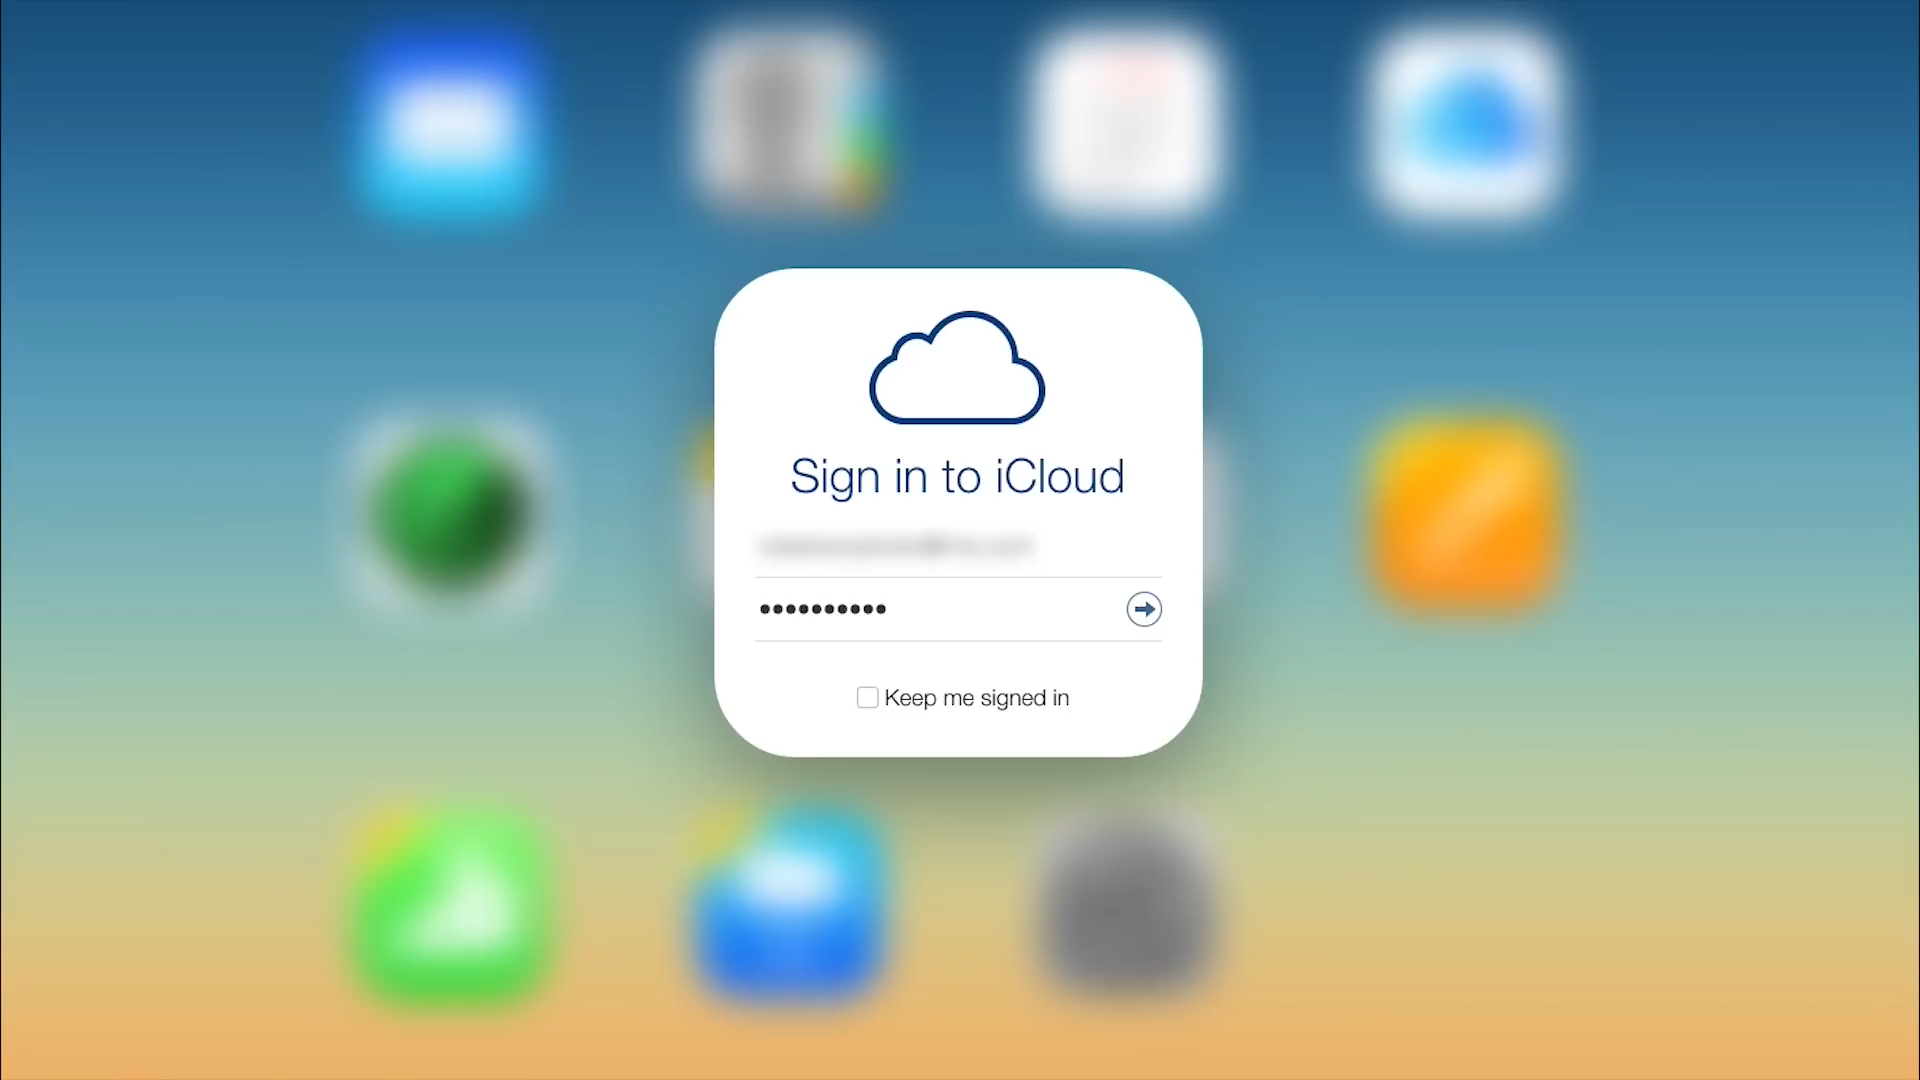 Sign in to iCloud
••••••••••
Keep me signed in